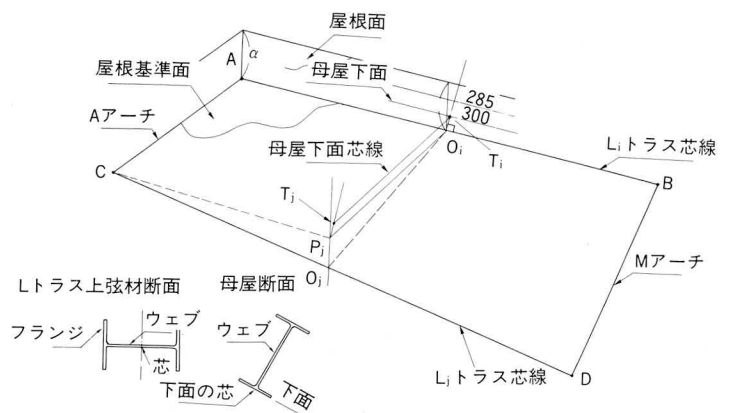 屋根面
A
α
屋根基準面
母屋下面
285
300
Aアーチ
母屋下面芯線
Oi
Ti
Liトラス芯線
C
B
Tj
Pj
Oj
Mアーチ
Lトラス上弦材断面
母屋断面
フランジ
ウェブ
ウェブ
芯
下面の芯
下面
Ljトラス芯線
D